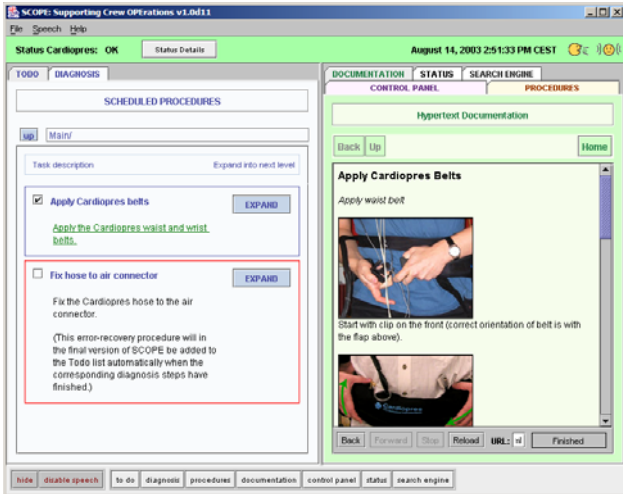 SCOPE: Supporting Crew OPErations v1.0d11
File Speech Help
Status Cardiopres: OK
Status Details
August 14, 2003 2:51:33 PM CEST
TODO DIAGNOSIS
SCHEDULED PROCEDURES
up Main/
Task description Expand into next level
Apply Cardiopres belts EXPAND
Apply the Cardiopres waist and wrist
belts.
Fix hose to air connector EXPAND
Fix the Cardiopres hose to the air
connector.
(This error-recovery procedure will in
the final version of SCOPE be added to
the Todo list automatically when the
corresponding diagnosis steps have
finished.)
DOCUMENTATION STATUS SEARCH ENGINE
CONTROL PANEL PROCEDURES
Hypertext Documentation
Back Up Home
Apply Cardiopres Belts
Apply waist belt
Start with clip on the front (correct orientation of belt is with
the flap above).
Cardiopres
Back Forward Stop Reload URL: Finished
hide disable speech to do diagnosis procedures documentation control panel status search engine